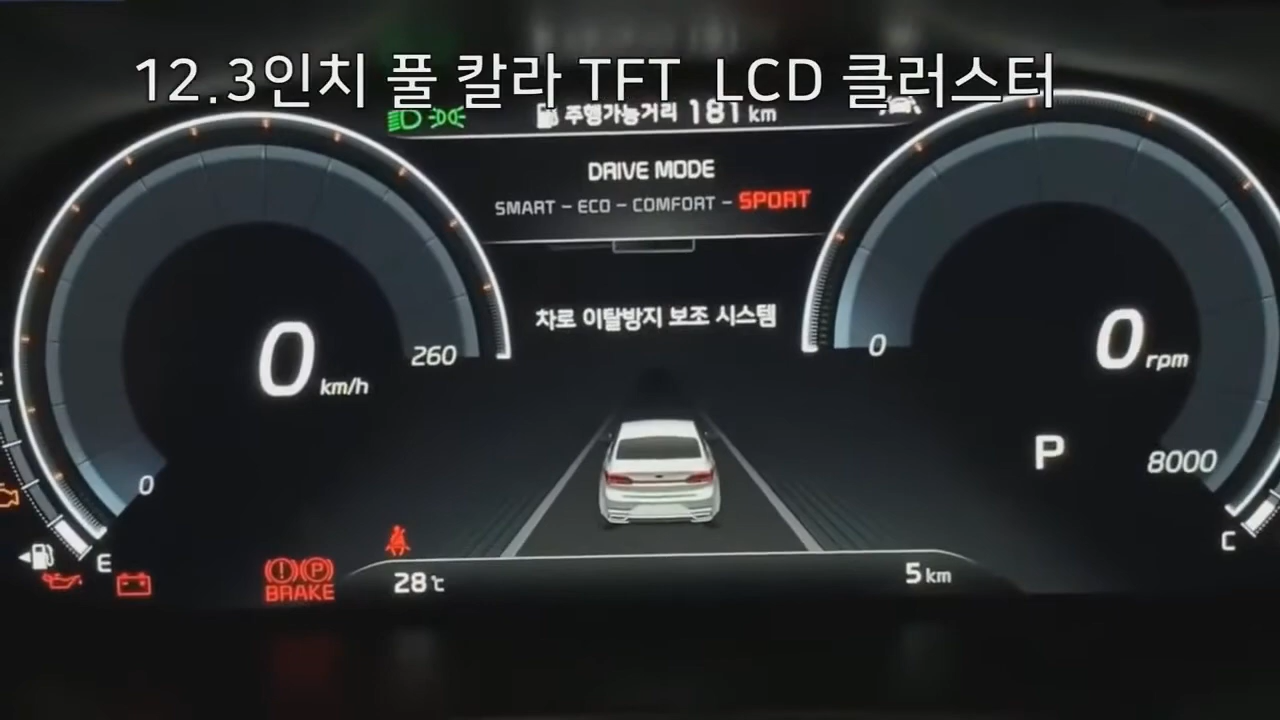 12.3인치 풀 칼라 TFT LCD 클러스터
주행가능거리 181 km
DRIVE MODE
SMART - ECO - COMFORT - SPORT
차로 이탈방지 보조 시스템
0 km/h
260
0
0
0 rpm
P
8000
E
C
BRAKE
28℃
5 km